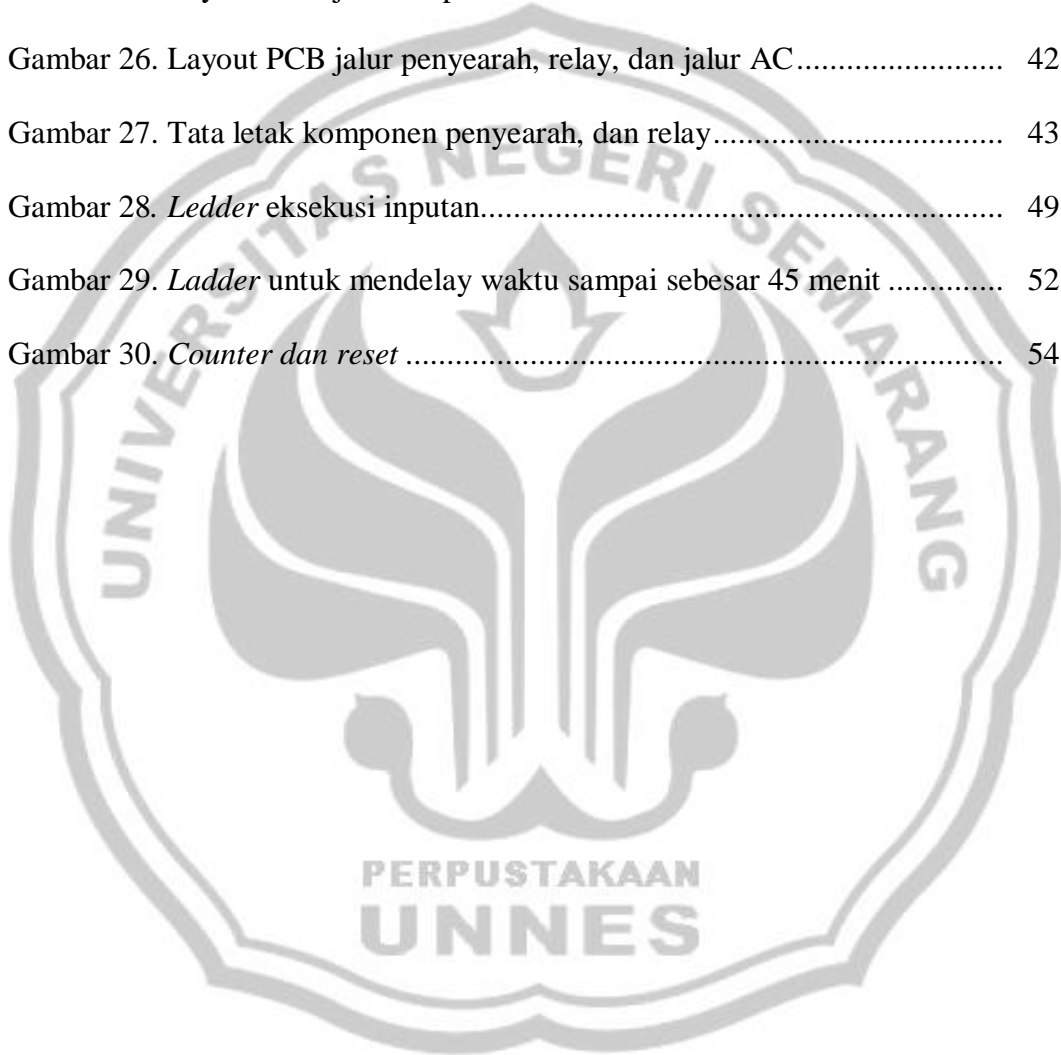 Gambar 26. Layout PCB jalur penyearah, relay, dan jalur AC........................ 42
Gambar 27. Tata letak komponen penyearah, dan relay................................. 43
Gambar 28. Ledder eksekusi inputan........................................................... 49
Gambar 29. Ladder untuk mendelay waktu sampai sebesar 45 menit .............. 52
Gambar 30. Counter dan reset .................................................................... 54
UNIVERSITAS NEGERI SEMARANG
PERPUSTAKAAN
UNNES